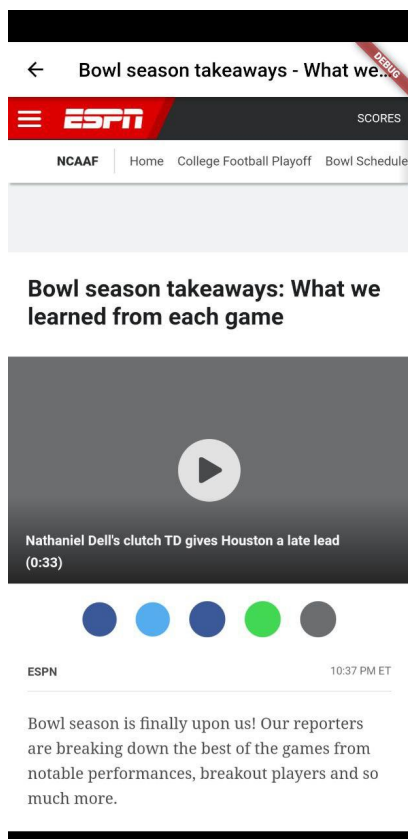 Bowl season takeaways - What we...
DEBUG
ESPN
SCORES
NCAAF
Home
College Football Playoff
Bowl Schedule
Bowl season takeaways: What we
learned from each game
Nathaniel Dell's clutch TD gives Houston a late lead
(0:33)
ESPN
10:37 PM ET
Bowl season is finally upon us! Our reporters
are breaking down the best of the games from
notable performances, breakout players and so
much more.